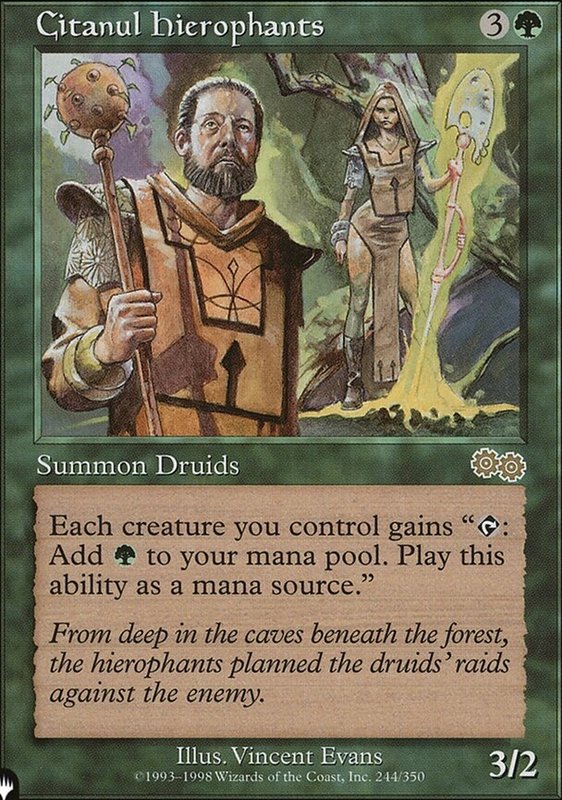 Citanul Hierophants 3
Summon Druids
Each creature you control gains “ :
Add to your mana pool. Play this
ability as a mana source.”
From deep in the caves beneath the forest,
the hierophants planned the druids’ raids
against the enemy.
Illus. Vincent Evans
©1993–1998 Wizards of the Coast, Inc. 244/350
3/2